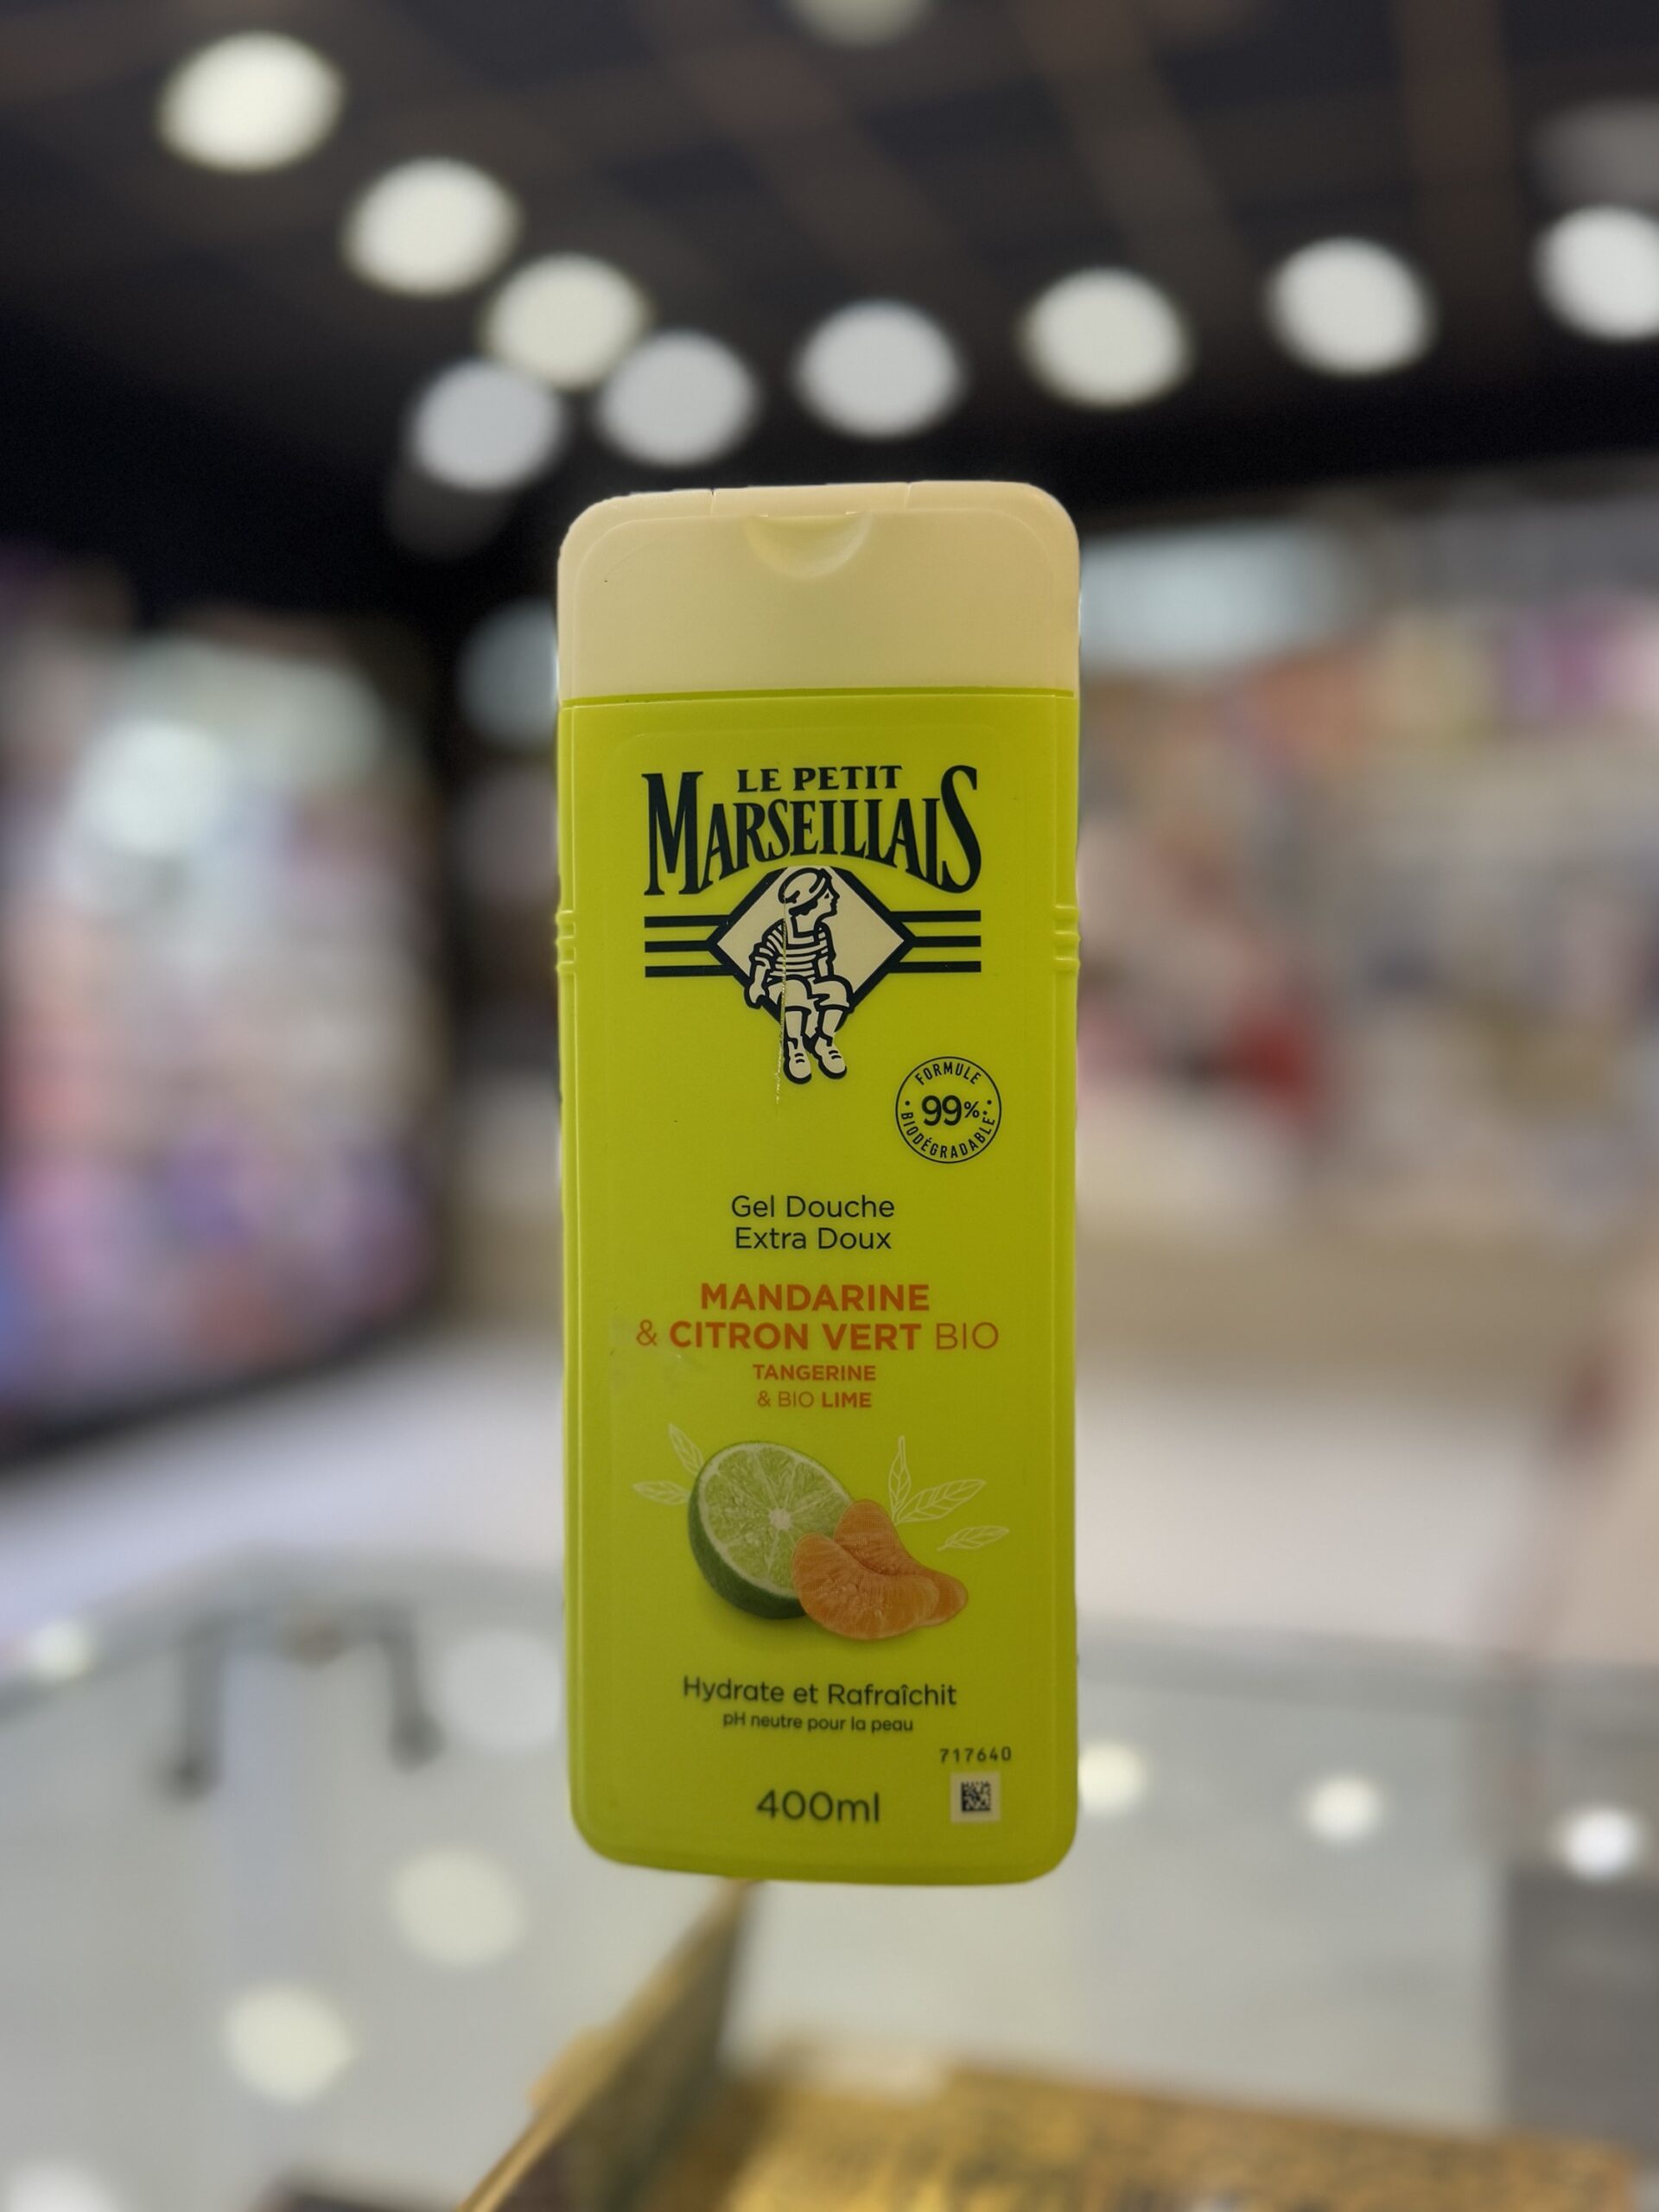 LE PETIT
MARSEILLAIS
FORMULE
99%
BIODÉGRADABLE
Gel Douche
Extra Doux
MANDARINE
& CITRON VERT BIO
TANGERINE
& BIO LIME
Hydrate et Rafraîchit
pH neutre pour la peau
717640
400ml